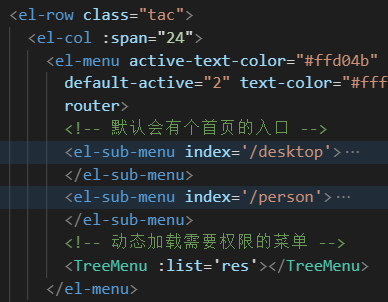 <el-row class="tac">
<el-col :span="24">
<el-menu active-text-color="#ffd04b"
default-active="2" text-color="#fff
router>
<!-- 默认会有个首页的入口 -->
<el-sub-menu index='/desktop'>···
</el-sub-menu>
<el-sub-menu index='/person'>···
</el-sub-menu>
<!-- 动态加载需要权限的菜单 -->
<TreeMenu :list='res'></TreeMenu>
</el-menu>